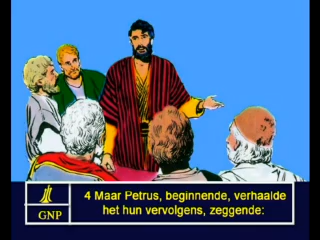 4 Maar Petrus, beginnende, verhaalde
het hun vervolgens, zeggende:
GNP